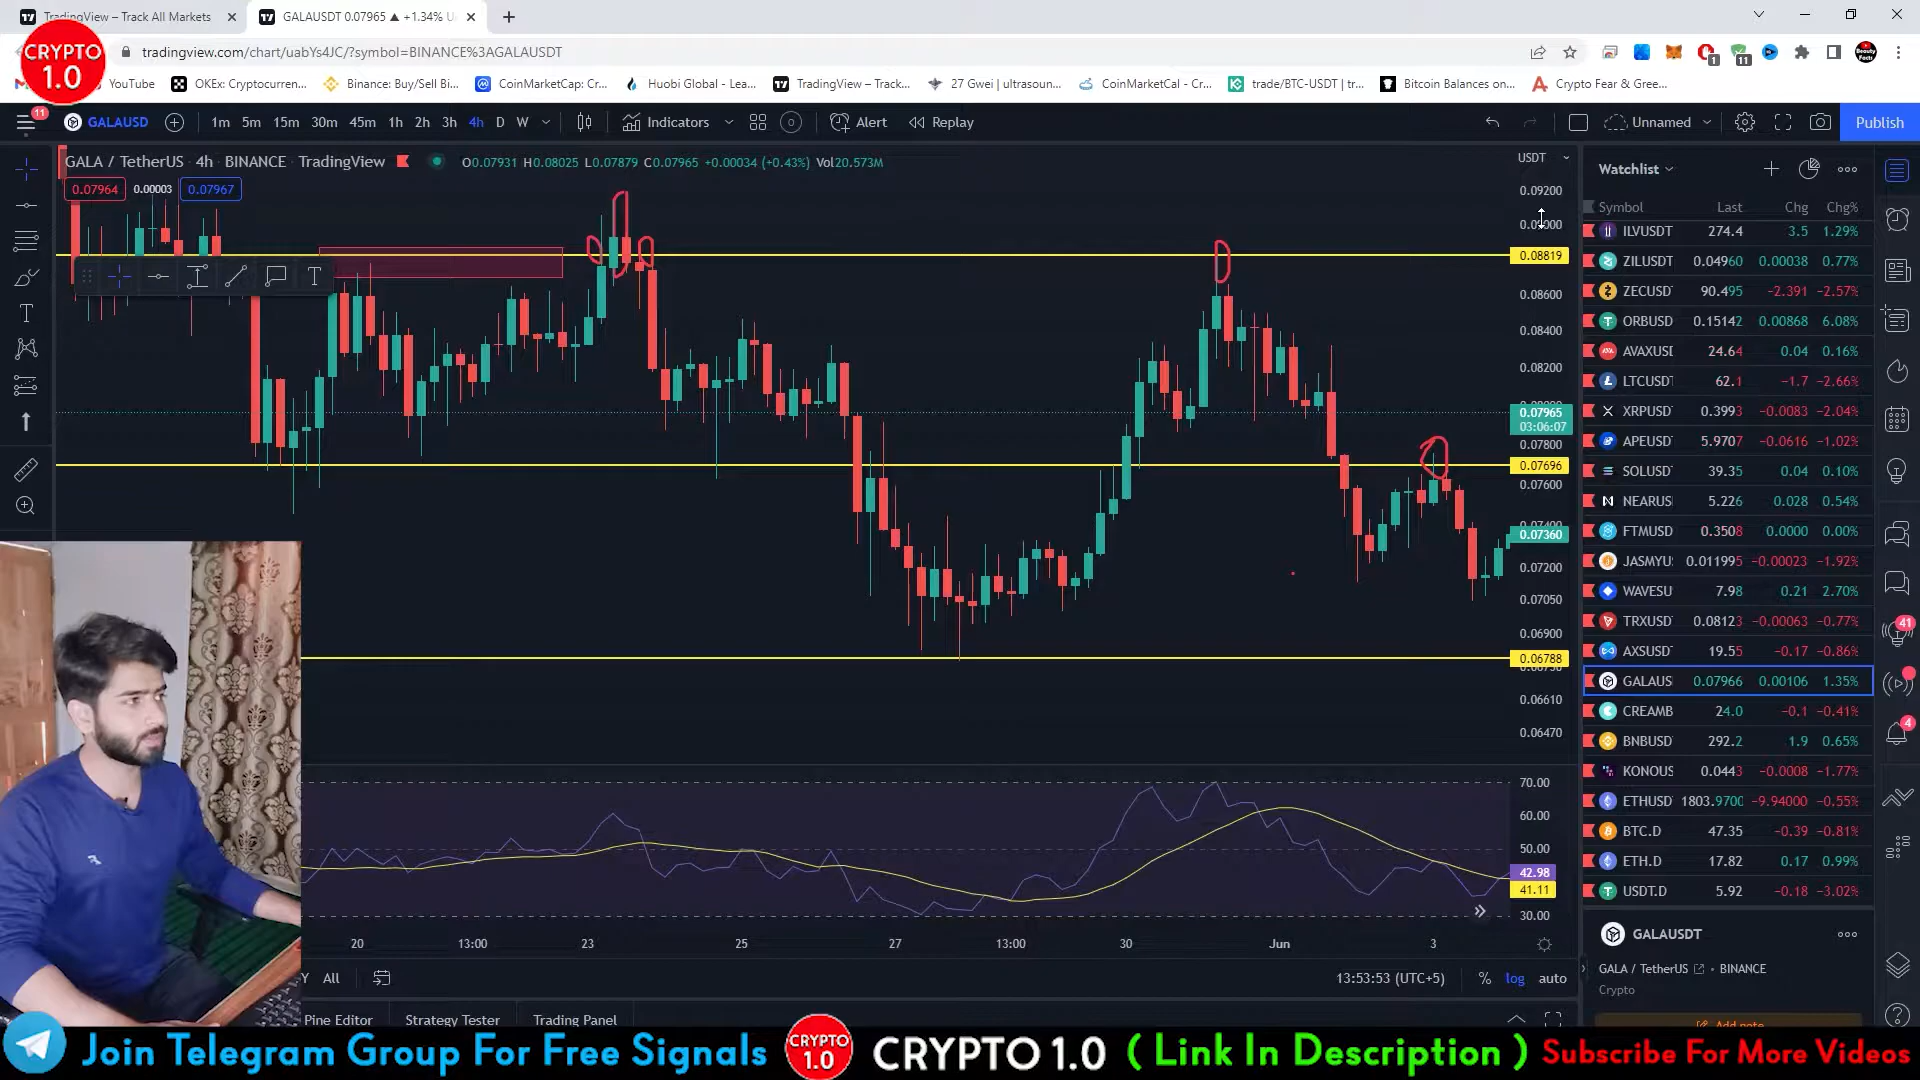 TradingView – Track All Markets
GALAUSDT 0.07965 ▲ +1.34% U
CRYPTO
1.0
tradingview.com/chart/uabYs4JC/?symbol=BINANCE%3AGALAUSDT
1
11
YouTube
OKEx: Cryptocurren...
Binance: Buy/Sell Bi...
CoinMarketCap: Cr...
Huobi Global - Lea...
TradingView – Track...
27 Gwei | ultrasoun...
CoinMarketCal - Cr...
trade/BTC-USDT | tr...
Bitcoin Balances on...
Crypto Fear & Gree...
11
GALAUSD
1m 5m 15m 30m 45m 1h 2h 3h 4h D W
Indicators
Alert
Replay
Unnamed
Publish
GALA / TetherUS · 4h · BINANCE · TradingView
O0.07931 H0.08025 L0.07879 C0.07965 +0.00034 (+0.43%) Vol20.573M
0.07964 0.00003 0.07967
USDT
0.09200
0.09000
0.08819
0.08600
0.08400
0.08200
0.07965
03:06:07
0.07800
0.07696
0.07600
0.07360
0.07200
0.07050
0.06900
0.06788
0.06610
0.06470
70.00
60.00
50.00
42.98
41.11
30.00
20 13:00 23 25 27 13:00 30 Jun 3
Y All
13:53:53 (UTC+5) % log auto
Pine Editor Strategy Tester Trading Panel
Watchlist
Symbol Last Chg Chg%
ILVUSDT 274.4 3.5 1.29%
ZILUSDT 0.04960 0.00038 0.77%
ZECUSD 90.495 −2.391 −2.57%
ORBUSD 0.15142 0.00868 6.08%
AVAXUSD 24.64 0.04 0.16%
LTCUSDT 62.1 −1.7 −2.66%
XRPUSD 0.3993 −0.0083 −2.04%
APEUSD 5.9707 −0.0616 −1.02%
SOLUSD 39.35 0.04 0.10%
NEARUS 5.226 0.028 0.54%
FTMUSD 0.3508 0.0000 0.00%
JASMYU 0.011995 −0.00023 −1.92%
WAVESU 7.98 0.21 2.70%
TRXUSD 0.08123 −0.00063 −0.77%
AXSUSD 19.55 −0.17 −0.86%
GALAUS 0.07966 0.00106 1.35%
CREAMB 24.0 −0.1 −0.41%
BNBUSD 292.2 1.9 0.65%
KONOUS 0.0443 −0.0008 −1.77%
ETHUSD 1803.9700 −9.94000 −0.55%
BTC.D 47.35 −0.39 −0.81%
ETH.D 17.82 0.17 0.99%
USDT.D 5.92 −0.18 −3.02%
GALAUSDT
GALA / TetherUS · BINANCE
Crypto
Add note
41
4
Join Telegram Group For Free Signals
CRYPTO
1.0
CRYPTO 1.0
( Link In Description )
Subscribe For More Videos